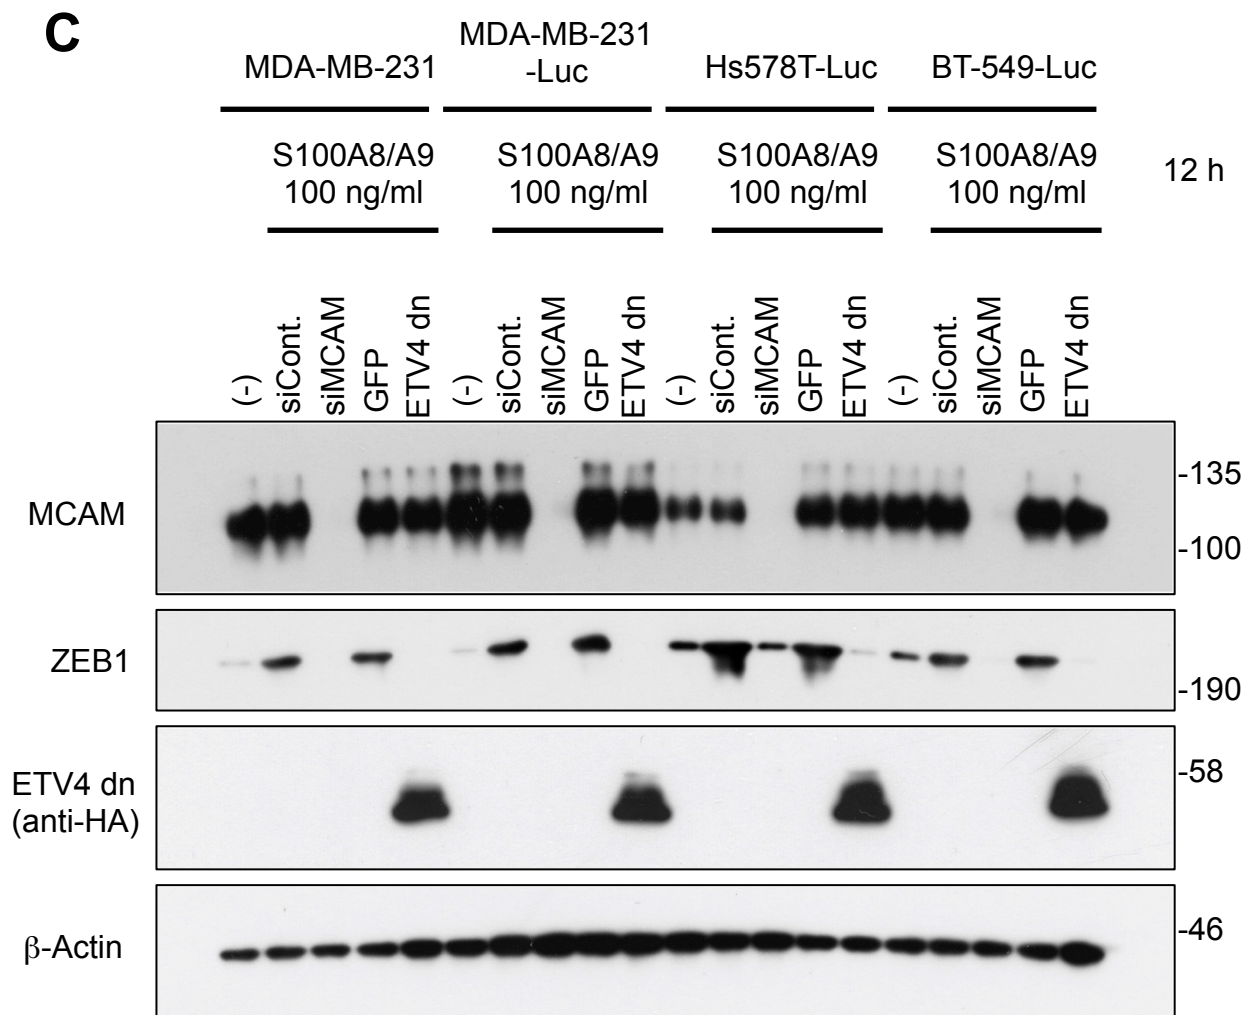 C
MDA-MB-231
MDA-MB-231
-Luc
Hs578T-Luc
BT-549-Luc
S100A8/A9
100 ng/ml
S100A8/A9
100 ng/ml
S100A8/A9
100 ng/ml
S100A8/A9
100 ng/ml
12 h
(-)
siCont.
siMCAM
GFP
ETV4 dn
(-)
siCont.
siMCAM
GFP
ETV4 dn
(-)
siCont.
siMCAM
GFP
ETV4 dn
(-)
siCont.
siMCAM
GFP
ETV4 dn
MCAM
-135
-100
ZEB1
-190
ETV4 dn
(anti-HA)
-58
β-Actin
-46